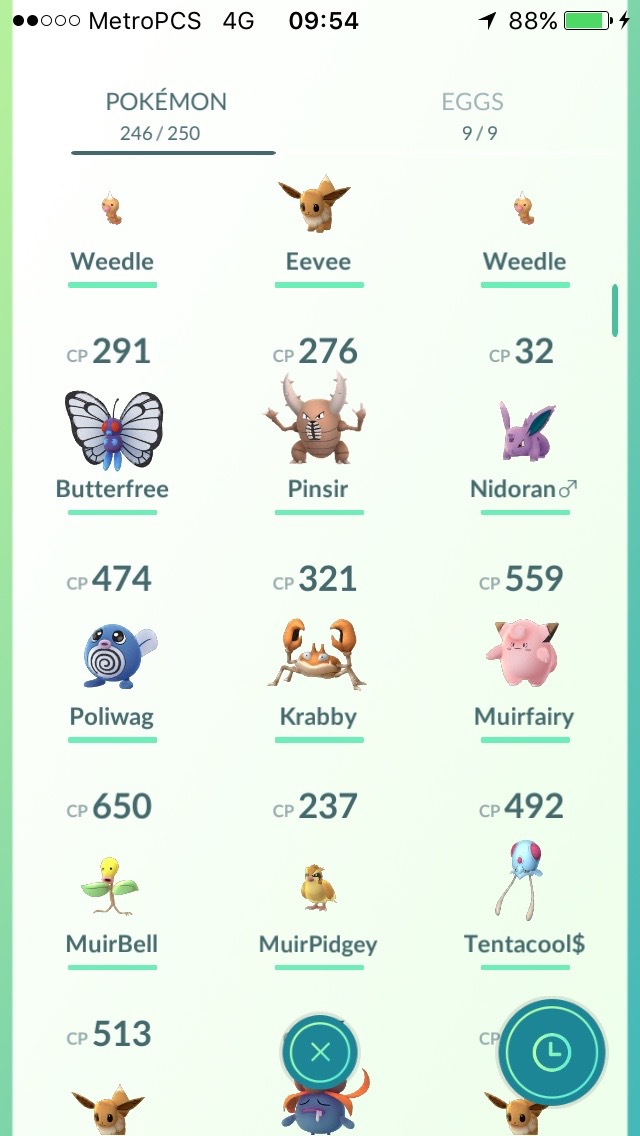 MetroPCS 4G 09:54 88%
POKÉMON EGGS
246 / 250 9 / 9
Weedle Eevee Weedle
CP 291 CP 276 CP 32
Butterfree Pinsir Nidoran♂
CP 474 CP 321 CP 559
Poliwag Krabby Muirfairy
CP 650 CP 237 CP 492
MuirBell MuirPidgey Tentacool$
CP 513 CP